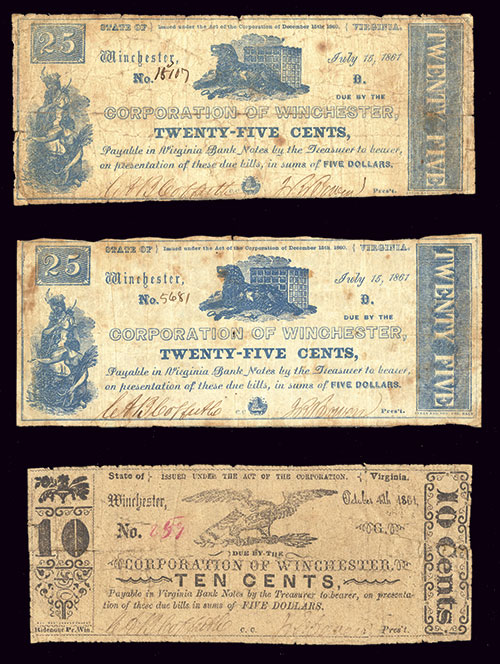 25
STATE OF } Issued under the Act of the Corporation of December 15th 1860. { VIRGINIA.
Winchester, July 15, 1861
No. D.
DUE BY THE
CORPORATION OF WINCHESTER,
TWENTY-FIVE CENTS,
Payable in Virginia Bank Notes by the Treasurer to bearer,
on presentation of these due bills, in sums of FIVE DOLLARS.
Pres't.
TWENTY FIVE
25
STATE OF } Issued under the Act of the Corporation of December 15th 1860. { VIRGINIA.
Winchester, July 15, 1861
No. 5681 D.
DUE BY THE
CORPORATION OF WINCHESTER,
TWENTY-FIVE CENTS,
Payable in Virginia Bank Notes by the Treasurer to bearer,
on presentation of these due bills, in sums of FIVE DOLLARS.
C C Pres't.
TWENTY FIVE
State of } ISSUED UNDER THE ACT OF THE CORPORATION. { Virginia.
Winchester, October 4th 1861.
10
No. G.
DUE BY THE
CORPORATION OF WINCHESTER,
TEN CENTS,
Payable in Virginia Bank Notes by the Treasurer to bearer, on presenta-
tion of these due bills in sums of FIVE DOLLARS.
Ridenour Pr. Win. C. C. Pres't.
10 Cents